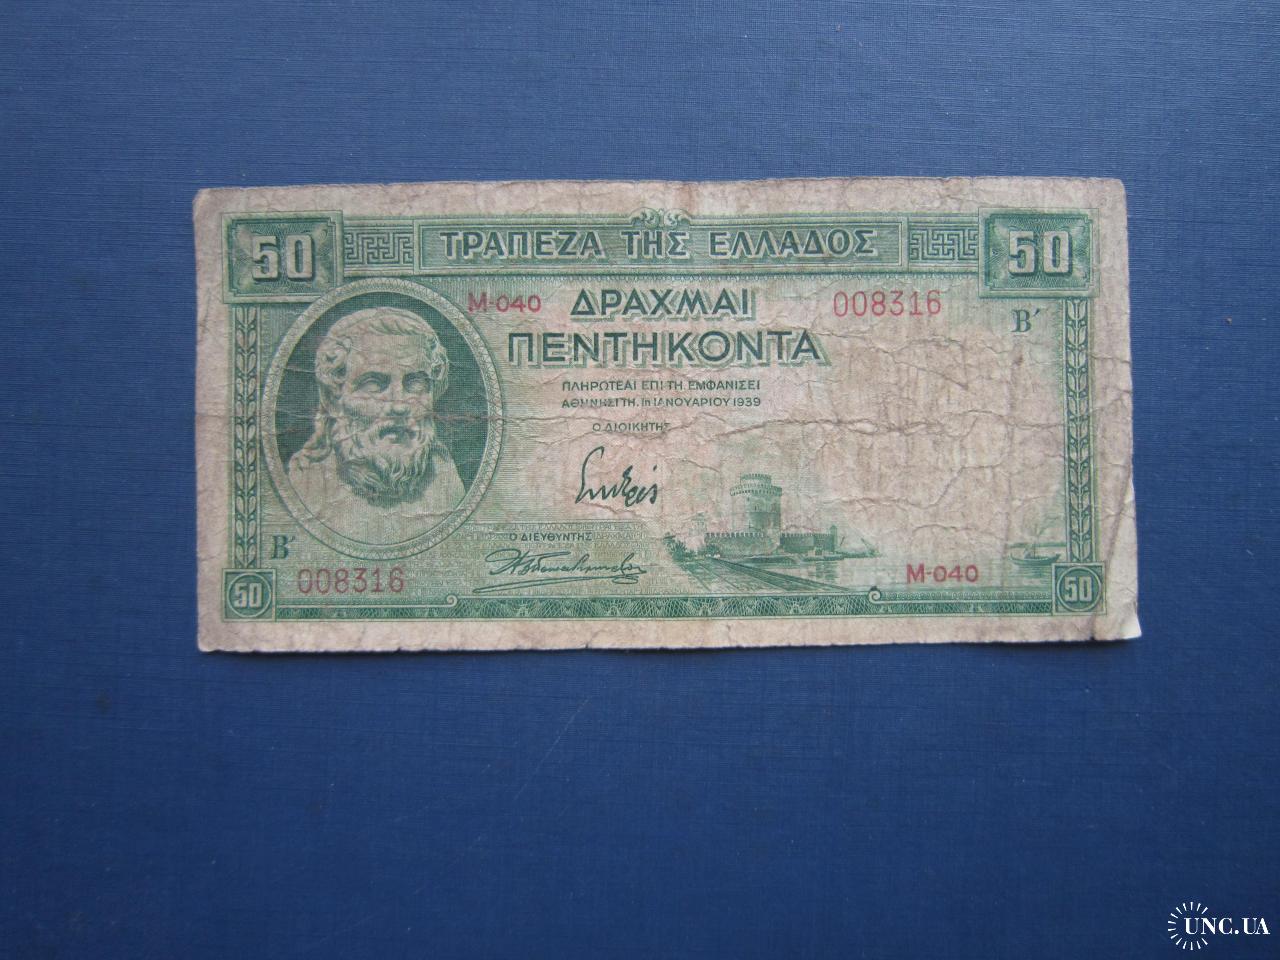 50 ΤΡΑΠΕΖΑ ΤΗΣ ΕΛΛΑΔΟΣ 50
Μ-040 ΔΡΑΧΜΑΙ 008316
Β΄
ΠΕΝΤΗΚΟΝΤΑ
ΠΛΗΡΩΤΕΑΙ ΕΠΙ ΤΗ ΕΜΦΑΝΙΣΕΙ
ΑΘΗΝΗΣΙ ΤΗ 1η ΙΑΝΟΥΑΡΙΟΥ 1939
Ο ΔΙΟΙΚΗΤΗΣ
Ο ΔΙΕΥΘΥΝΤΗΣ
Β΄
008316 Μ-040
50 50
UNC.UA